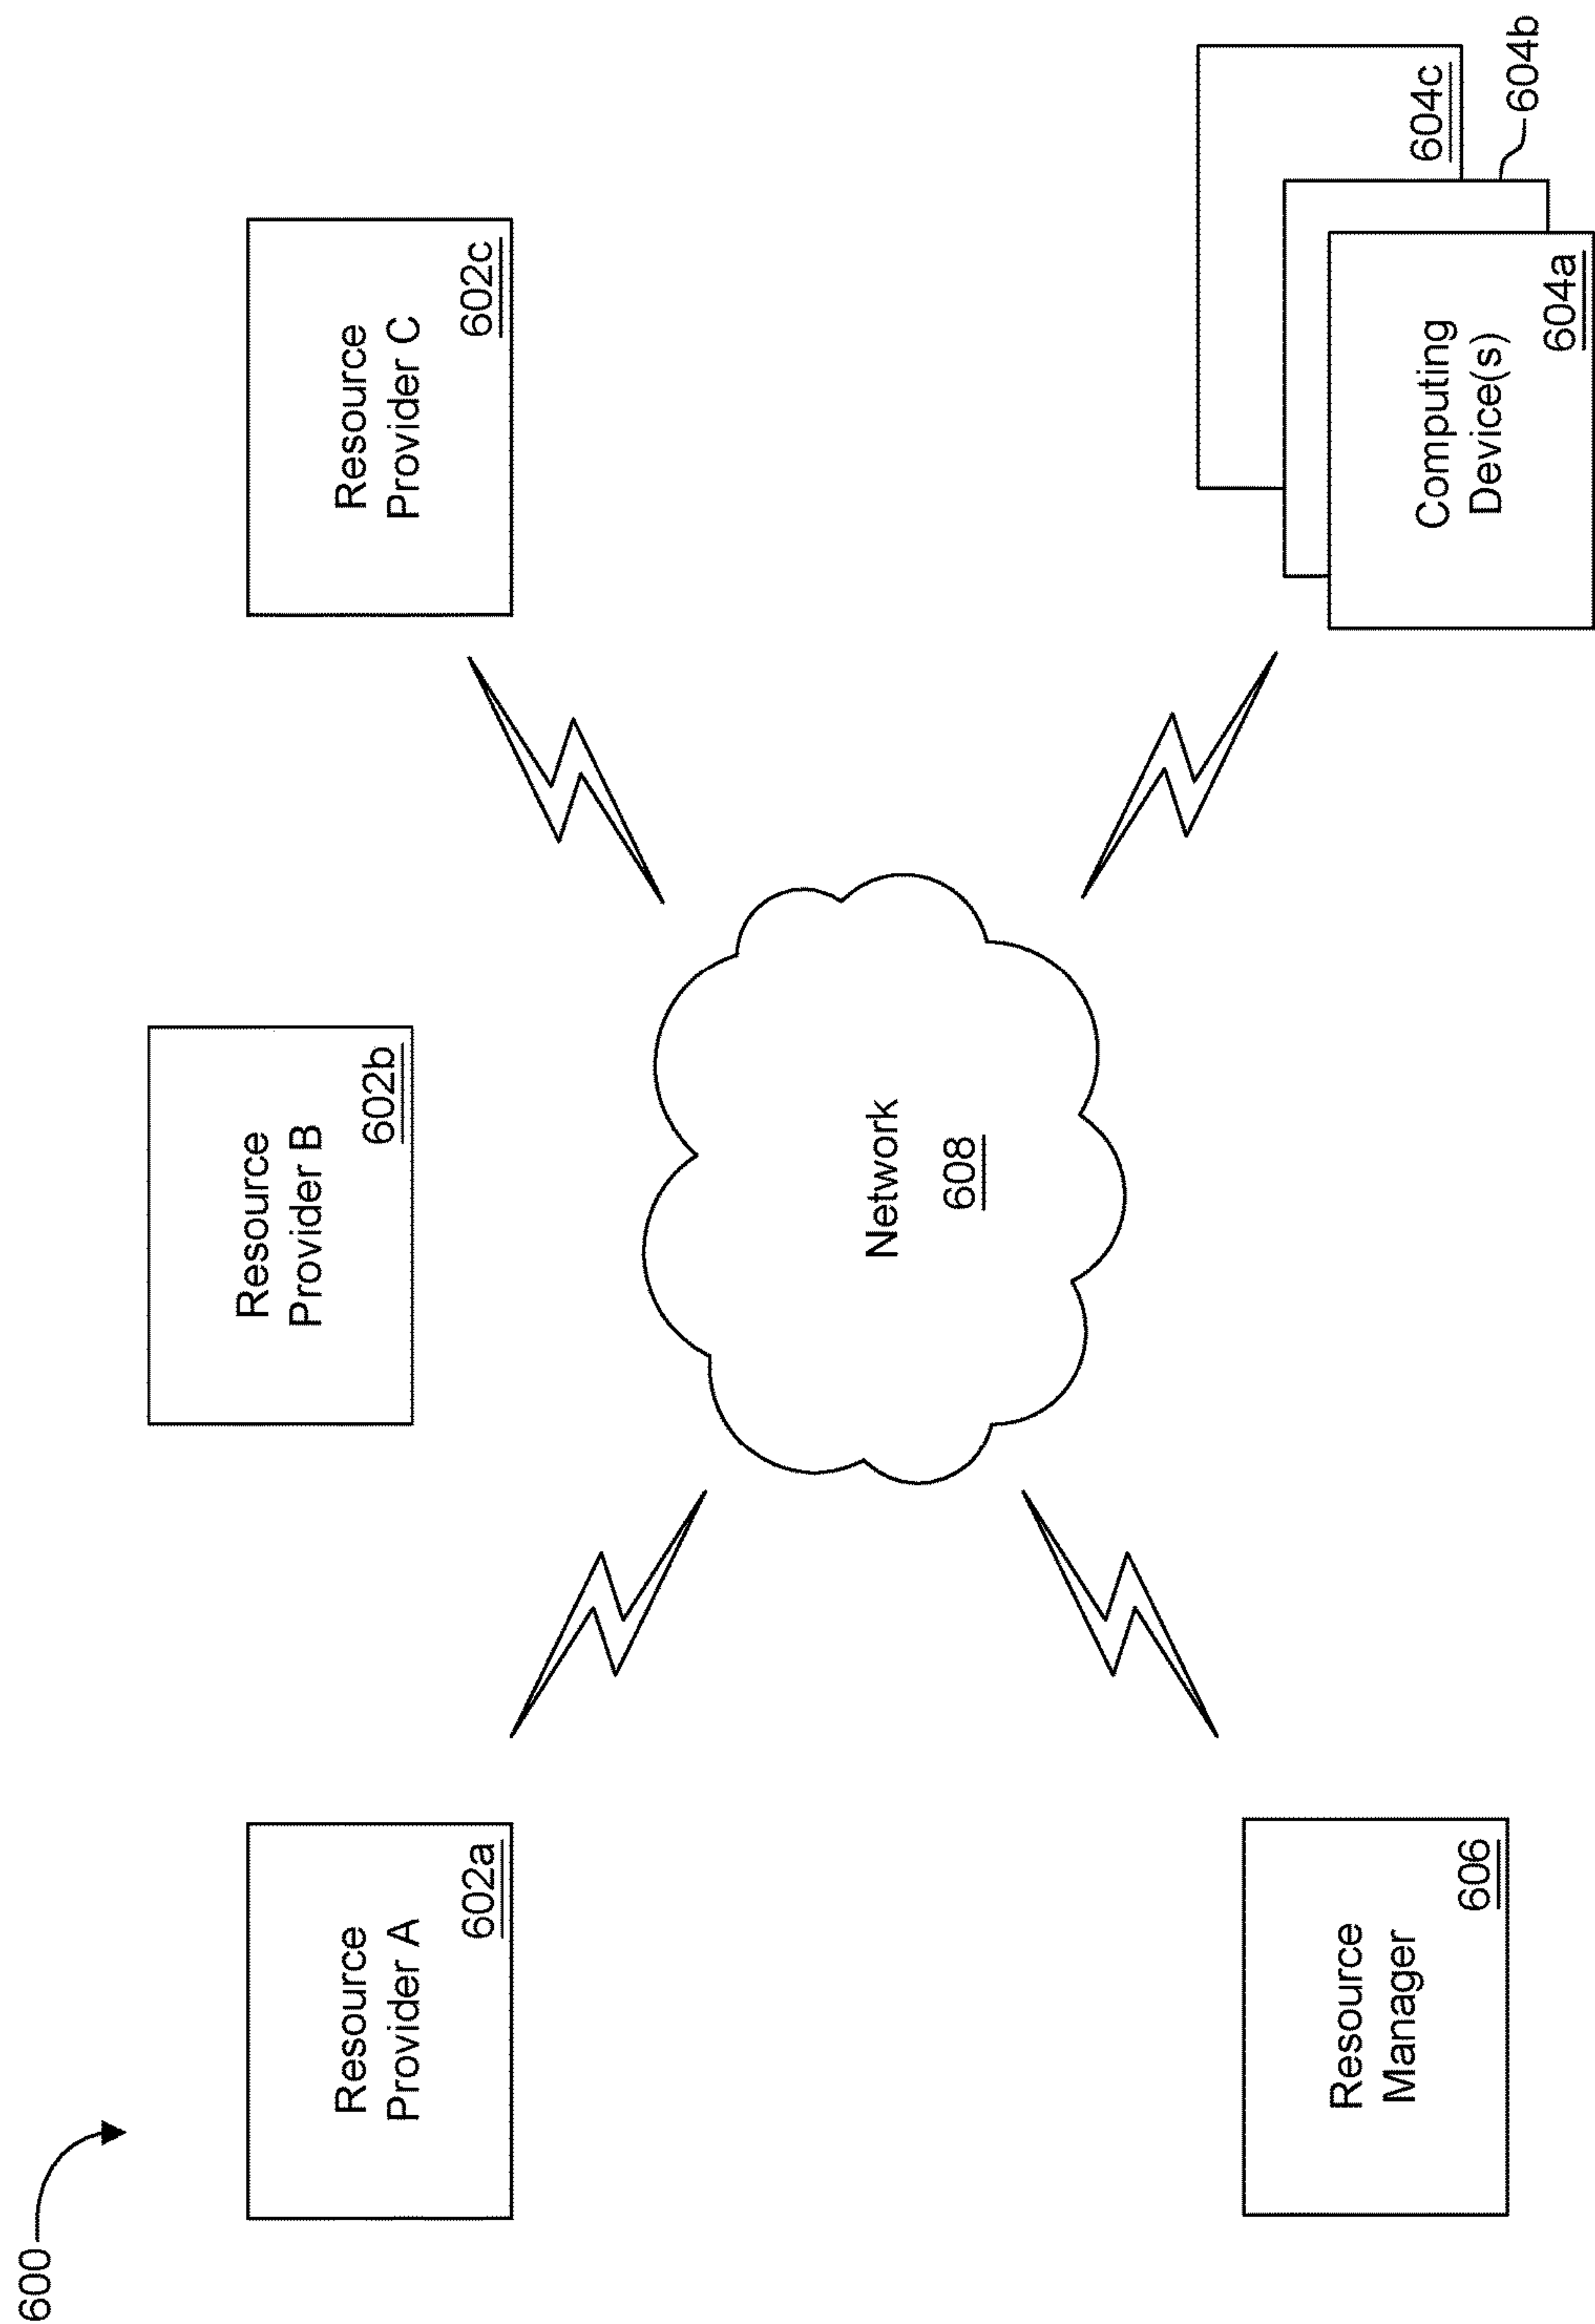 600
Resource
Provider A
602a
Resource
Provider B
602b
Resource
Provider C
602c
Network
608
Resource
Manager
606
Computing
Device(s)
604a
604b
604c